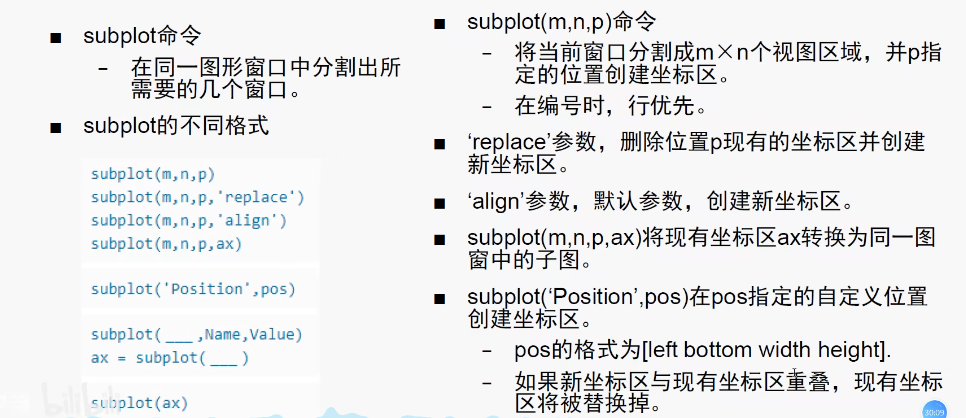 ■ subplot命令
– 在同一图形窗口中分割出所
需要的几个窗口。
■ subplot的不同格式
subplot(m,n,p)
subplot(m,n,p,'replace')
subplot(m,n,p,'align')
subplot(m,n,p,ax)
subplot('Position',pos)
subplot(___,Name,Value)
ax = subplot(___)
subplot(ax)
bilibili
■ subplot(m,n,p)命令
– 将当前窗口分割成m×n个视图区域，并p指
定的位置创建坐标区。
– 在编号时，行优先。
■ ‘replace’参数，删除位置p现有的坐标区并创建
新坐标区。
■ ‘align’参数，默认参数，创建新坐标区。
■ subplot(m,n,p,ax)将现有坐标区ax转换为同一图
窗中的子图。
■ subplot(‘Position’,pos)在pos指定的自定义位置
创建坐标区。
– pos的格式为[left bottom width height].
– 如果新坐标区与现有坐标区重叠，现有坐标
区将被替换掉。
30:09